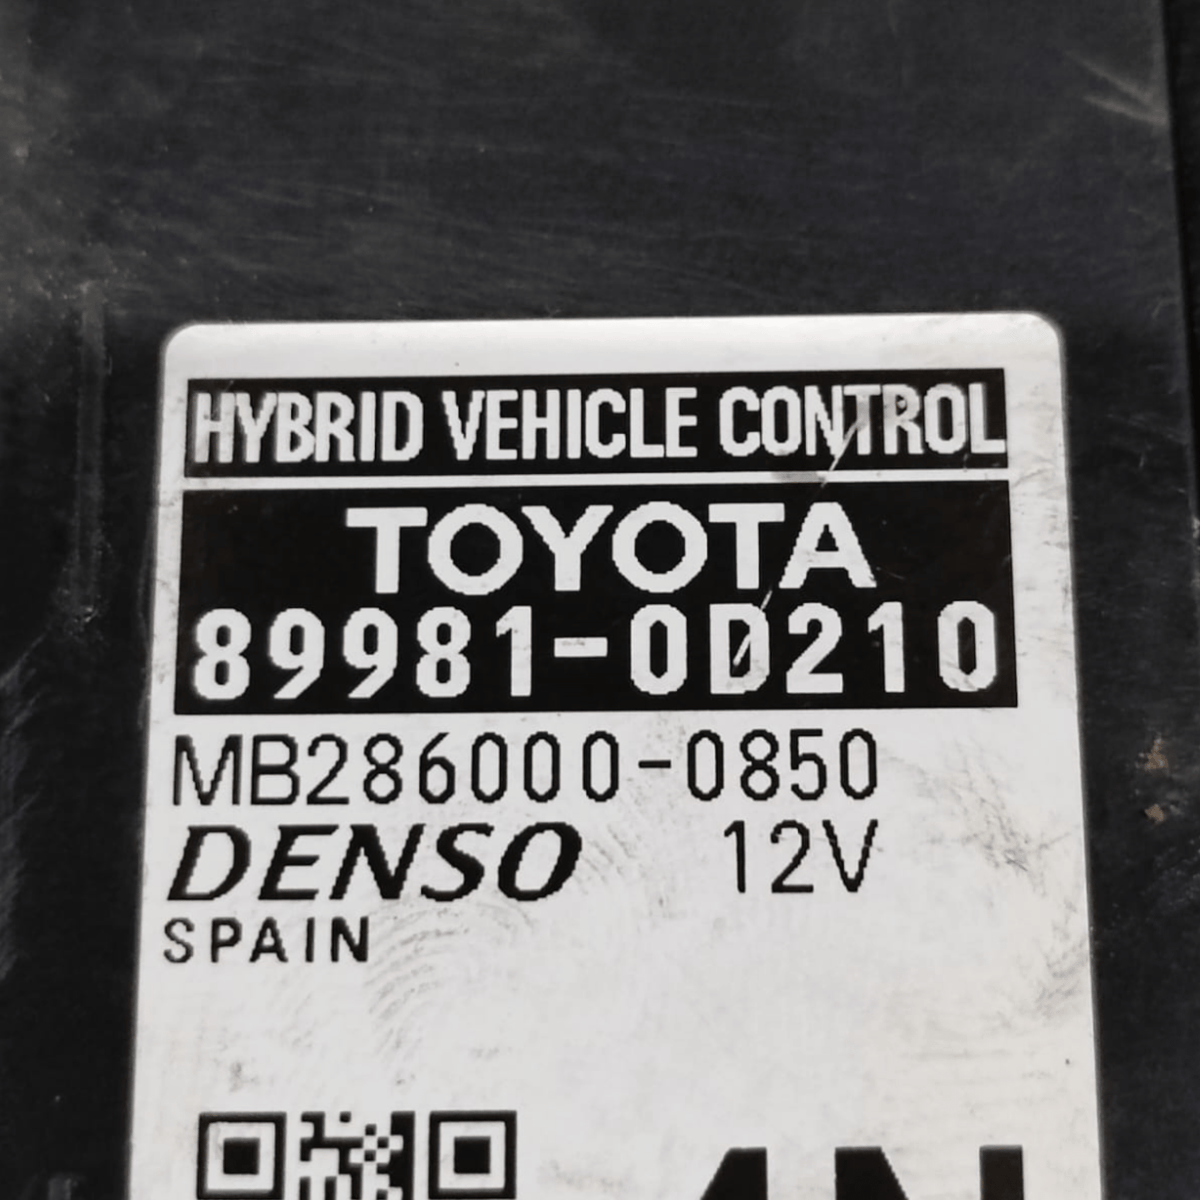 HYBRID VEHICLE CONTROL
TOYOTA
89981-0D210
MB286000-0850
DENSO 12V
SPAIN